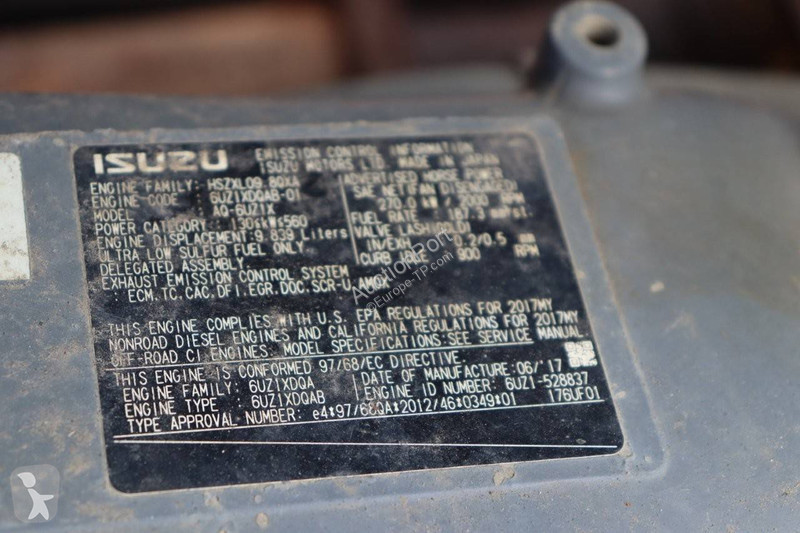 ISUZU
EMISSION CONTROL INFORMATION
ISUZU MOTORS LTD. MADE IN JAPAN
ENGINE FAMILY: HSZXL09.8QXA
ENGINE CODE : 6UZ1XDQAB-01
MODEL : AQ-6UZ1X
POWER CATEGORY : 130≤kW≤560
ENGINE DISPLACEMENT: 9.839 Liters
ULTRA LOW SULFUR FUEL ONLY.
DELEGATED ASSEMBLY
EXHAUST EMISSION CONTROL SYSTEM
ECM.TC.CAC.DFI.EGR.DOC.SCR-U.AMOX
ADVERTISED HORSE POWER
SAE NET(FAN DISENGAGED)
270.0 kW / 2000 RPM
FUEL RATE : 187.3 mm³/st.
VALVE LASH(COLD)
IN/EXH. : 0.2/0.5 mm
CURB IDLE : 900 RPM
THIS ENGINE COMPLIES WITH U.S. EPA REGULATIONS FOR 2017MY
NONROAD DIESEL ENGINES AND CALIFORNIA REGULATIONS FOR 2017MY
OFF-ROAD CI ENGINES. MODEL SPECIFICATIONS:SEE SERVICE MANUAL
THIS ENGINE IS CONFORMED 97/68/EC DIRECTIVE
ENGINE FAMILY: 6UZ1XDQA
DATE OF MANUFACTURE:06/'17
ENGINE TYPE : 6UZ1XDQAB
ENGINE ID NUMBER: 6UZ1-528837
TYPE APPROVAL NUMBER: e4*97/68QA*2012/46*0349*01
176UF01
AuctionPort
©Europe-TP.com